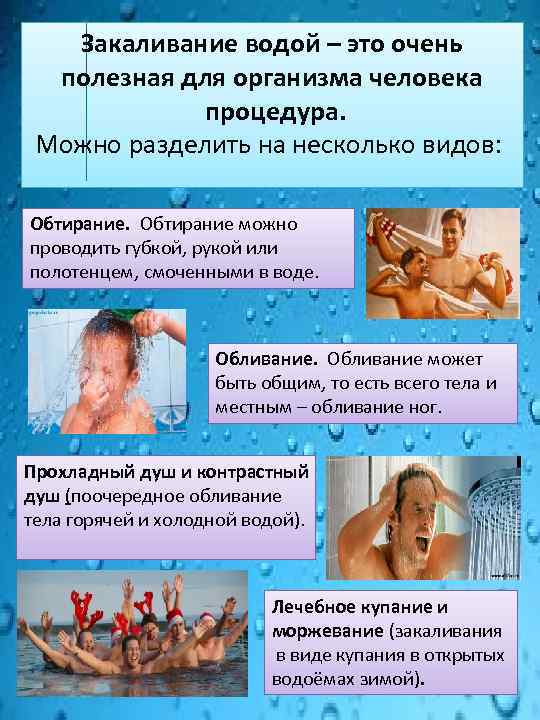 Закаливание водой – это очень
полезная для организма человека
процедура.
Можно разделить на несколько видов:
Обтирание. Обтирание можно
проводить губкой, рукой или
полотенцем, смоченными в воде.
Обливание. Обливание может
быть общим, то есть всего тела и
местным – обливание ног.
Прохладный душ и контрастный
душ (поочередное обливание
тела горячей и холодной водой).
Лечебное купание и
моржевание (закаливания
в виде купания в открытых
водоёмах зимой).